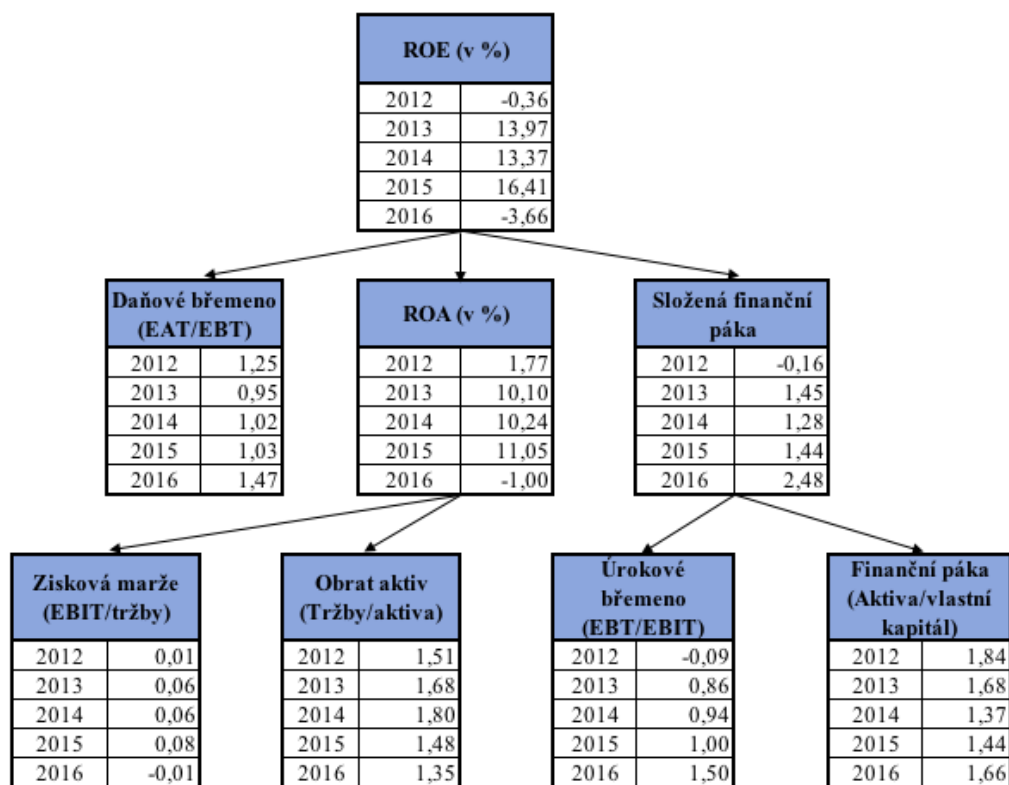 ROE (v %)
2012 -0,36
2013 13,97
2014 13,37
2015 16,41
2016 -3,66
Daňové břemeno
(EAT/EBT)
2012 1,25
2013 0,95
2014 1,02
2015 1,03
2016 1,47
ROA (v %)
2012 1,77
2013 10,10
2014 10,24
2015 11,05
2016 -1,00
Složená finanční
páka
2012 -0,16
2013 1,45
2014 1,28
2015 1,44
2016 2,48
Zisková marže
(EBIT/tržby)
2012 0,01
2013 0,06
2014 0,06
2015 0,08
2016 -0,01
Obrat aktiv
(Tržby/aktiva)
2012 1,51
2013 1,68
2014 1,80
2015 1,48
2016 1,35
Úrokové
břemeno
(EBT/EBIT)
2012 -0,09
2013 0,86
2014 0,94
2015 1,00
2016 1,50
Finanční páka
(Aktiva/vlastní
kapitál)
2012 1,84
2013 1,68
2014 1,37
2015 1,44
2016 1,66